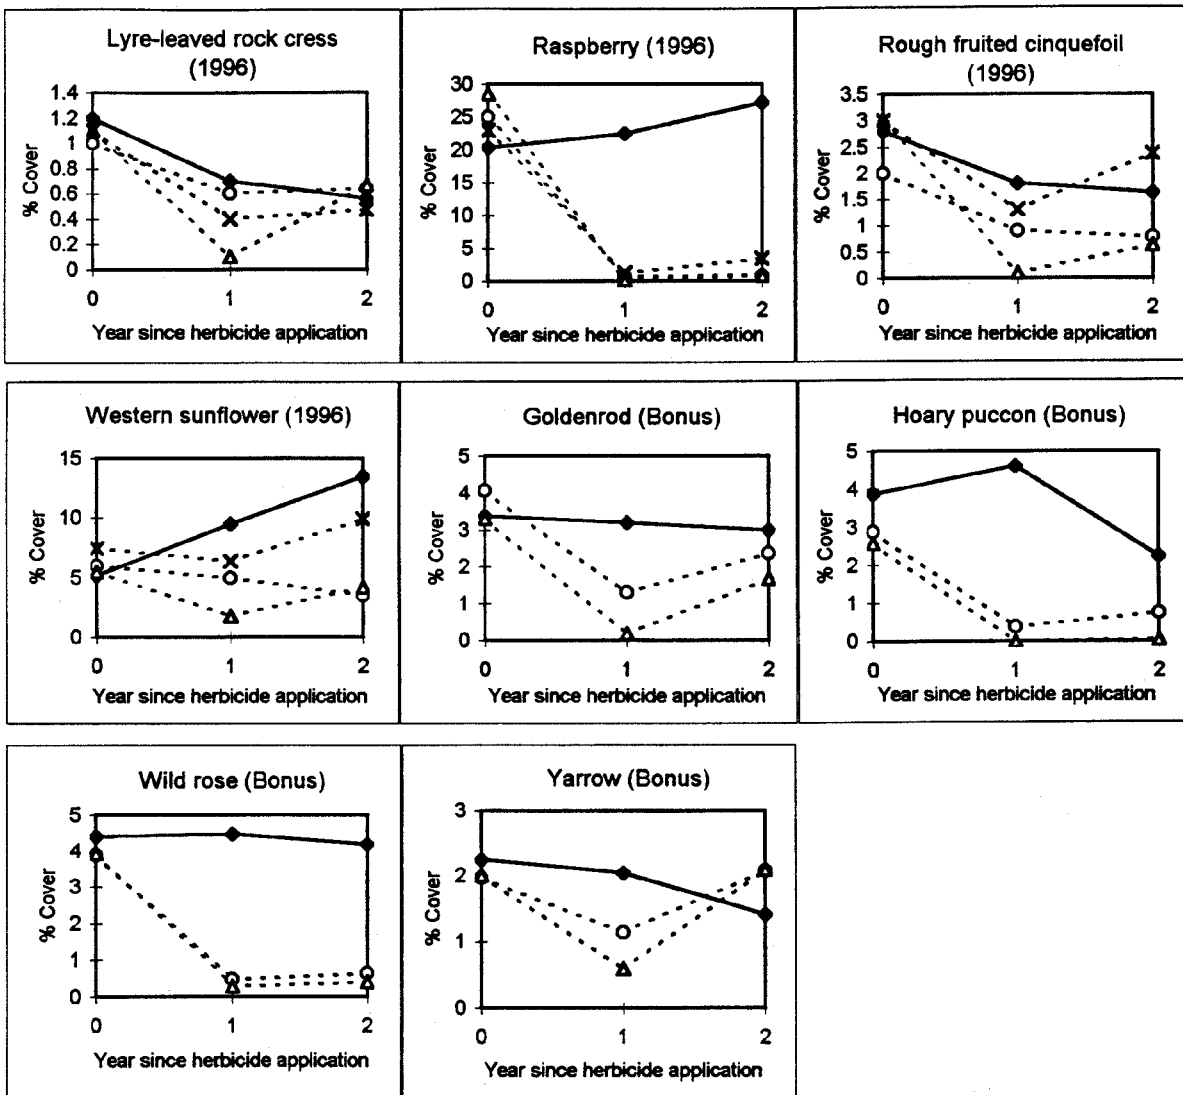 Lyre-leaved rock cress
(1996)
% Cover
1.4
1.2
1
0.8
0.6
0.4
0.2
0
0 1 2
Year since herbicide application
Raspberry (1996)
% Cover
30
25
20
15
10
5
0
0 1 2
Year since herbicide application
Rough fruited cinquefoil
(1996)
% Cover
3.5
3
2.5
2
1.5
1
0.5
0
0 1 2
Year since herbicide application
Western sunflower (1996)
% Cover
15
10
5
0
0 1 2
Year since herbicide application
Goldenrod (Bonus)
% Cover
5
4
3
2
1
0
0 1 2
Year since herbicide application
Hoary puccon (Bonus)
% Cover
5
4
3
2
1
0
0 1 2
Year since herbicide application
Wild rose (Bonus)
% Cover
5
4
3
2
1
0
0 1 2
Year since herbicide application
Yarrow (Bonus)
% Cover
3
2
1
0
0 1 2
Year since herbicide application